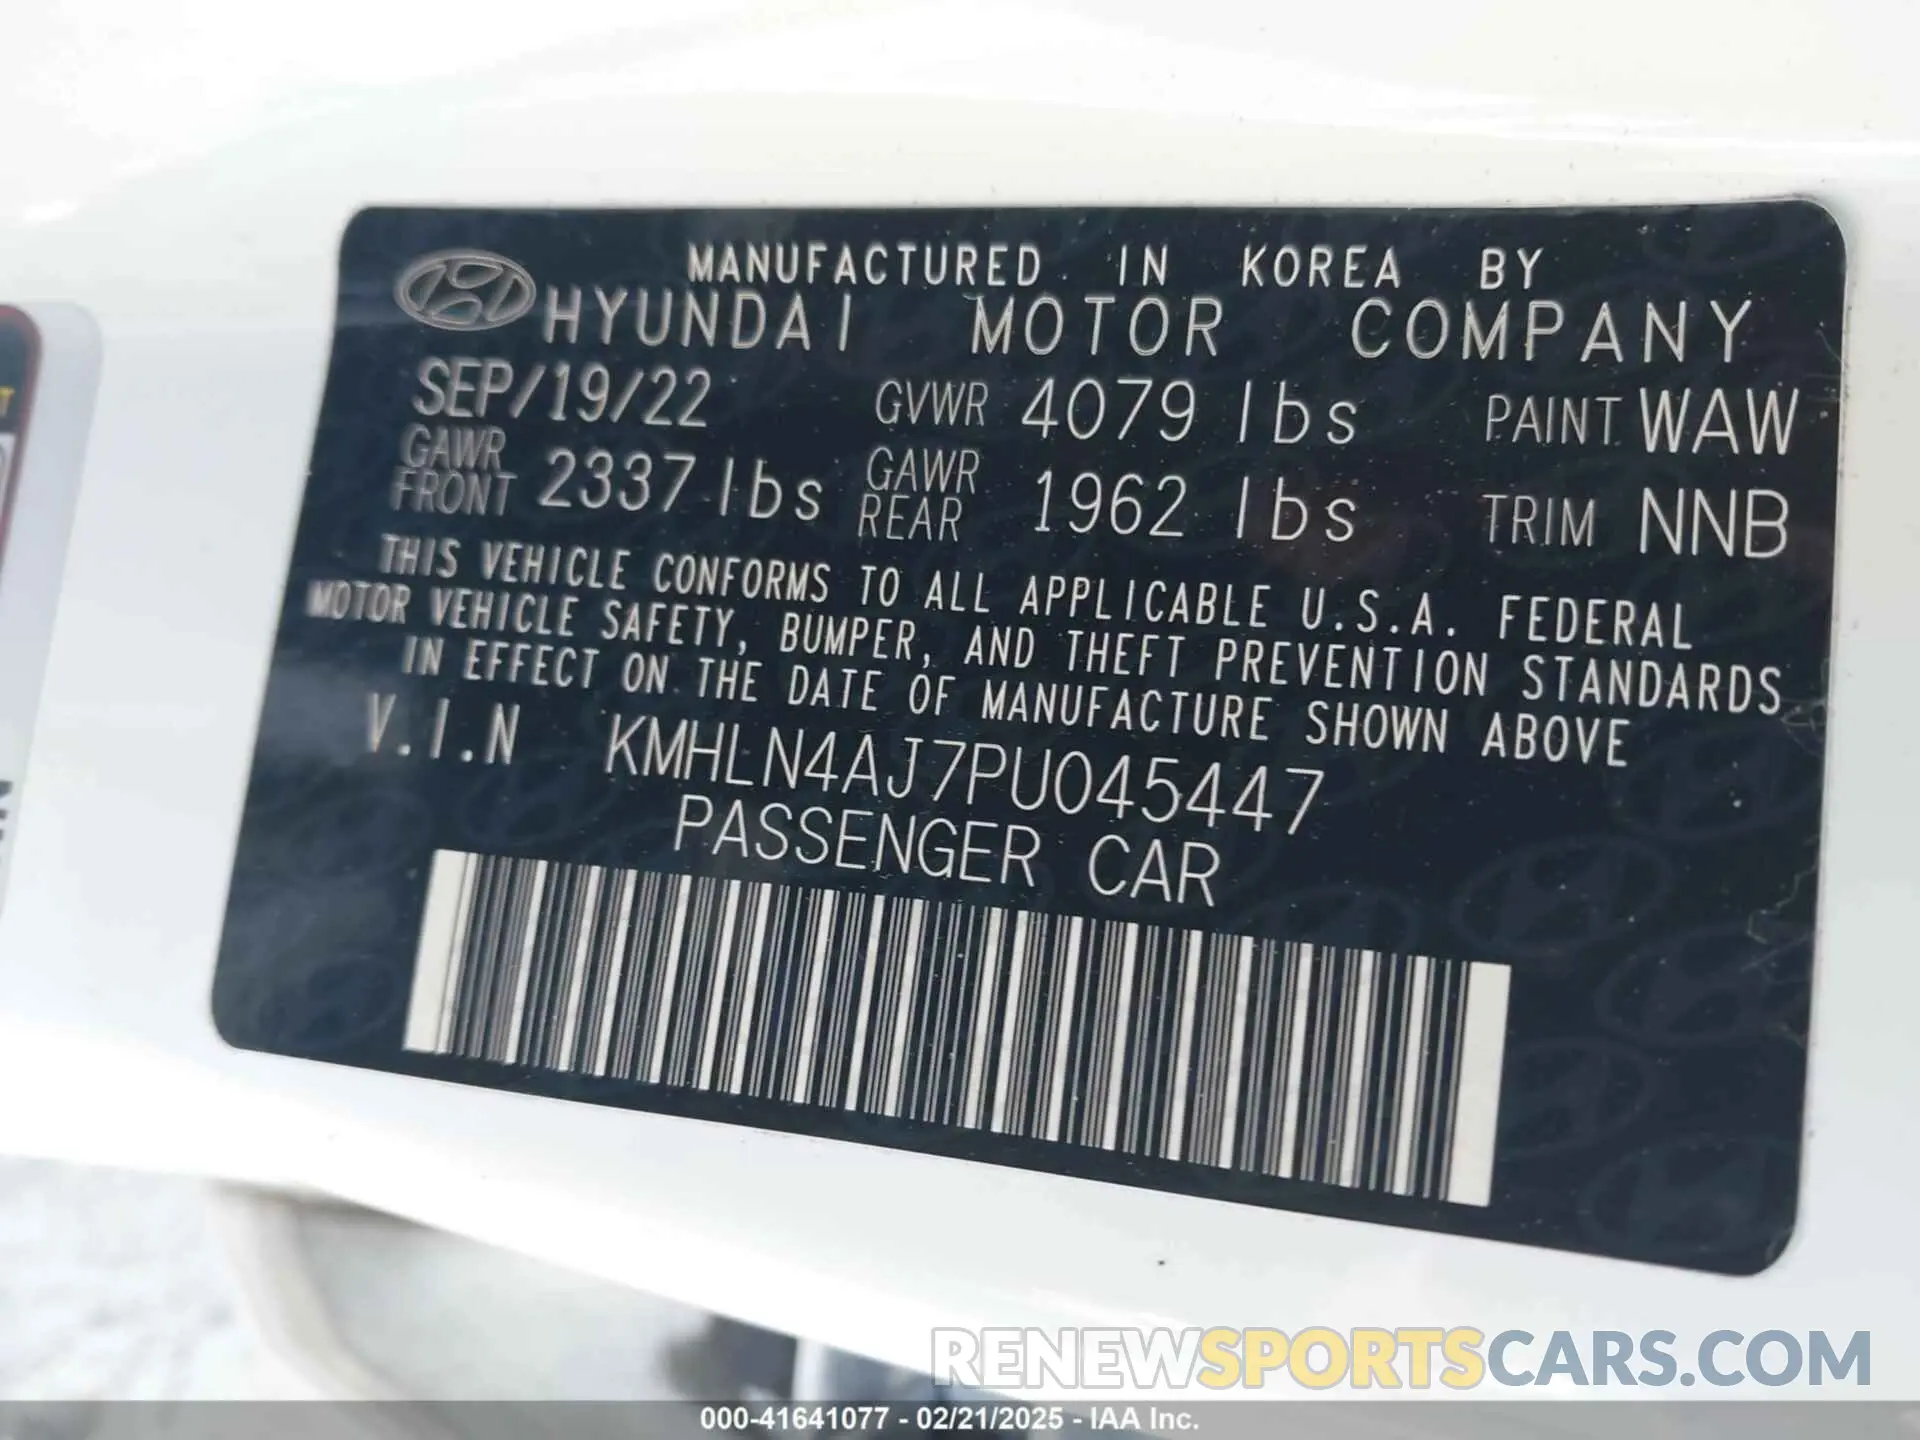 MANUFACTURED IN KOREA BY
HYUNDAI MOTOR COMPANY
SEP/19/22 GVWR 4079 lbs PAINT WAW
GAWR FRONT 2337 lbs GAWR REAR 1962 lbs TRIM NNB
THIS VEHICLE CONFORMS TO ALL APPLICABLE U.S.A. FEDERAL
MOTOR VEHICLE SAFETY, BUMPER, AND THEFT PREVENTION STANDARDS
IN EFFECT ON THE DATE OF MANUFACTURE SHOWN ABOVE
V.I.N KMHLN4AJ7PU045447
PASSENGER CAR
RENEWSPORTSCARS.COM
000-41641077 - 02/21/2025 - IAA Inc.